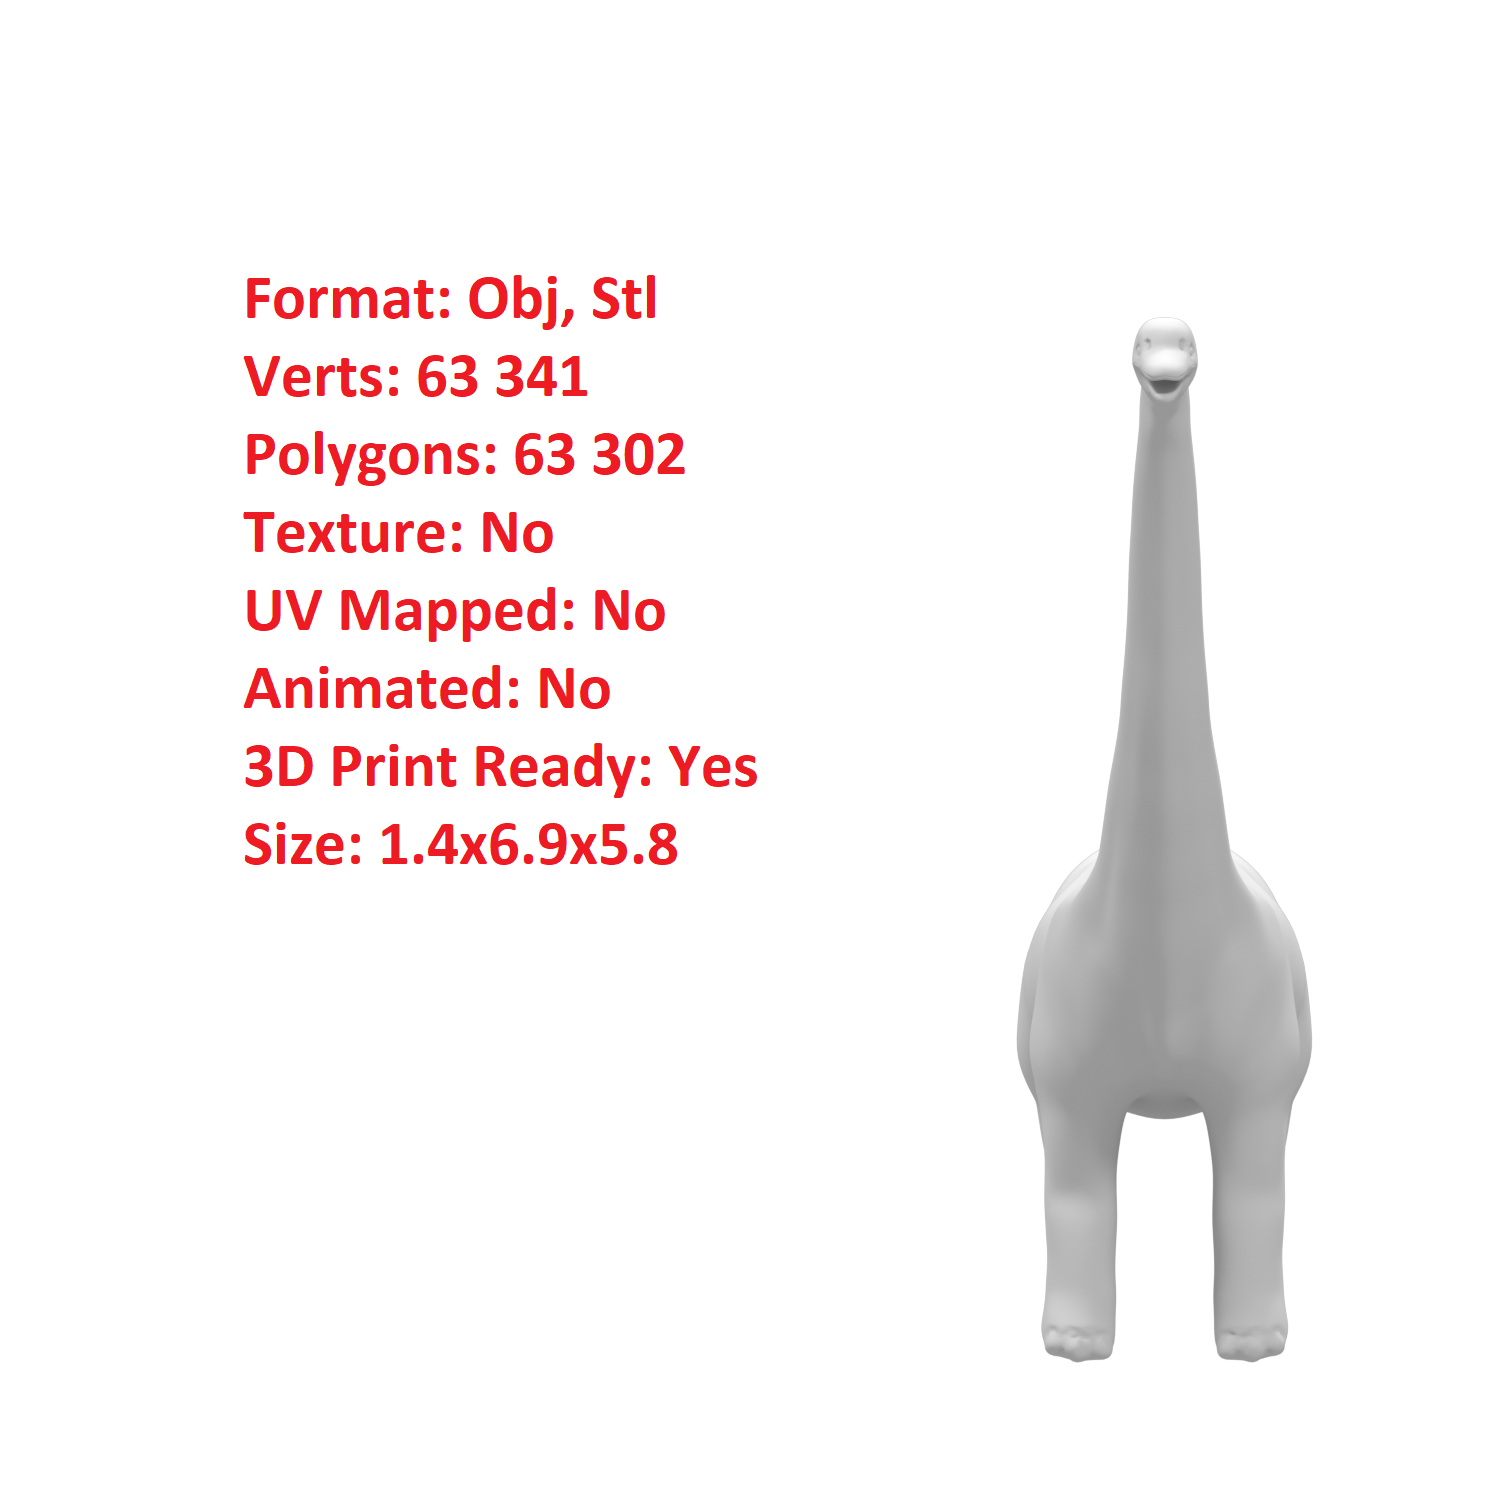 Format: Obj, Stl
Verts: 63 341
Polygons: 63 302
Texture: No
UV Mapped: No
Animated: No
3D Print Ready: Yes
Size: 1.4x6.9x5.8